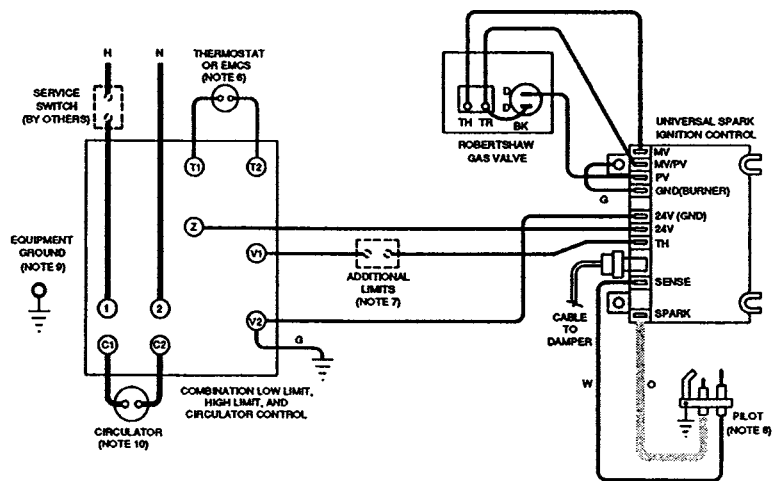 H
N
THERMOSTAT
OR EMCS
(NOTE 6)
SERVICE
SWITCH
(BY OTHERS)
T1
T2
Z
V1
V2
G
1
2
C1
C2
EQUIPMENT
GROUND
(NOTE 9)
CIRCULATOR
(NOTE 10)
COMBINATION LOW LIMIT,
HIGH LIMIT, AND
CIRCULATOR CONTROL
ADDITIONAL
LIMITS
(NOTE 7)
TH
TR
D
D
BK
ROBERTSHAW
GAS VALVE
UNIVERSAL SPARK
IGNITION CONTROL
MV
MV/PV
PV
GND(BURNER)
G
24V (GND)
24V
TH
SENSE
SPARK
CABLE
TO
DAMPER
W
O
PILOT
(NOTE 8)